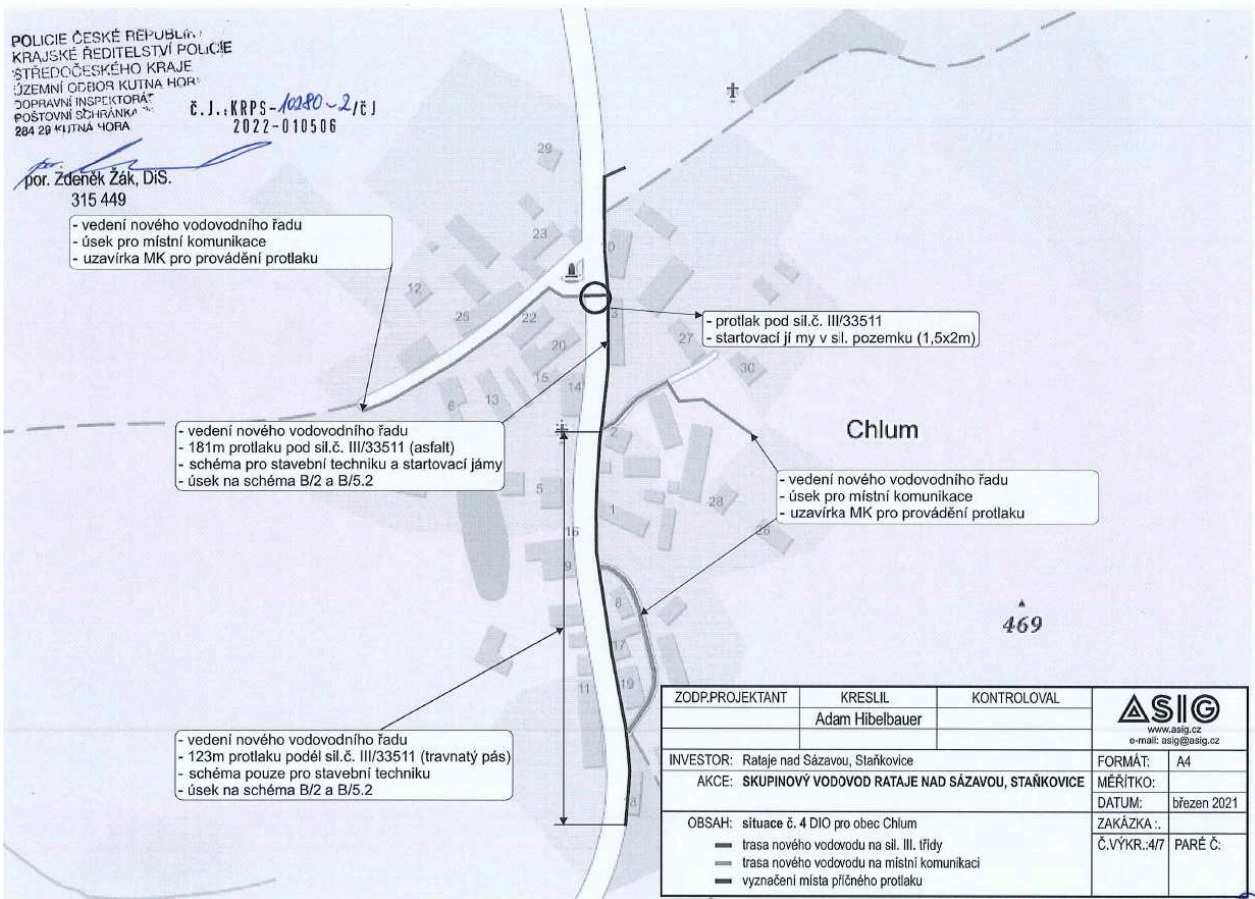 POLICIE ČESKÉ REPUBLIKY
KRAJSKÉ ŘEDITELSTVÍ POLICIE
STŘEDOČESKÉHO KRAJE
ÚZEMNÍ ODBOR KUTNÁ HORA
DOPRAVNÍ INSPEKTORÁT
POŠTOVNÍ SCHRÁNKA
284 29 KUTNÁ HORA
Č.J.:KRPS-10280-2/ČJ
2022-010506
por. Zdeněk Žák, DiS.
315 449
- vedení nového vodovodního řadu
- úsek pro místní komunikace
- uzavírka MK pro provádění protlaku
29
23
12
25
22
20
15
14
13
6
27
30
- protlak pod sil.č. III/33511
- startovací jí my v sil. pozemku (1,5x2m)
- vedení nového vodovodního řadu
- 181m protlaku pod sil.č. III/33511 (asfalt)
- schéma pro stavební techniku a startovací jámy
- úsek na schéma B/2 a B/5.2
Chlum
2
5
1
28
26
16
9
- vedení nového vodovodního řadu
- úsek pro místní komunikace
- uzavírka MK pro provádění protlaku
8
17
11
19
469
- vedení nového vodovodního řadu
- 123m protlaku podél sil.č. III/33511 (travnatý pás)
- schéma pouze pro stavební techniku
- úsek na schéma B/2 a B/5.2
ZODP.PROJEKTANT KRESLIL KONTROLOVAL
Adam Hibelbauer
ASIG
www.asig.cz
e-mail: asig@asig.cz
INVESTOR: Rataje nad Sázavou, Staňkovice
FORMÁT: A4
AKCE: SKUPINOVÝ VODOVOD RATAJE NAD SÁZAVOU, STAŇKOVICE
MĚŘÍTKO:
DATUM: březen 2021
OBSAH: situace č. 4 DIO pro obec Chlum
ZAKÁZKA :.
trasa nového vodovodu na sil. III. třídy
Č.VÝKR.:4/7 PARÉ Č:
trasa nového vodovodu na místní komunikaci
vyznačení místa příčného protlaku